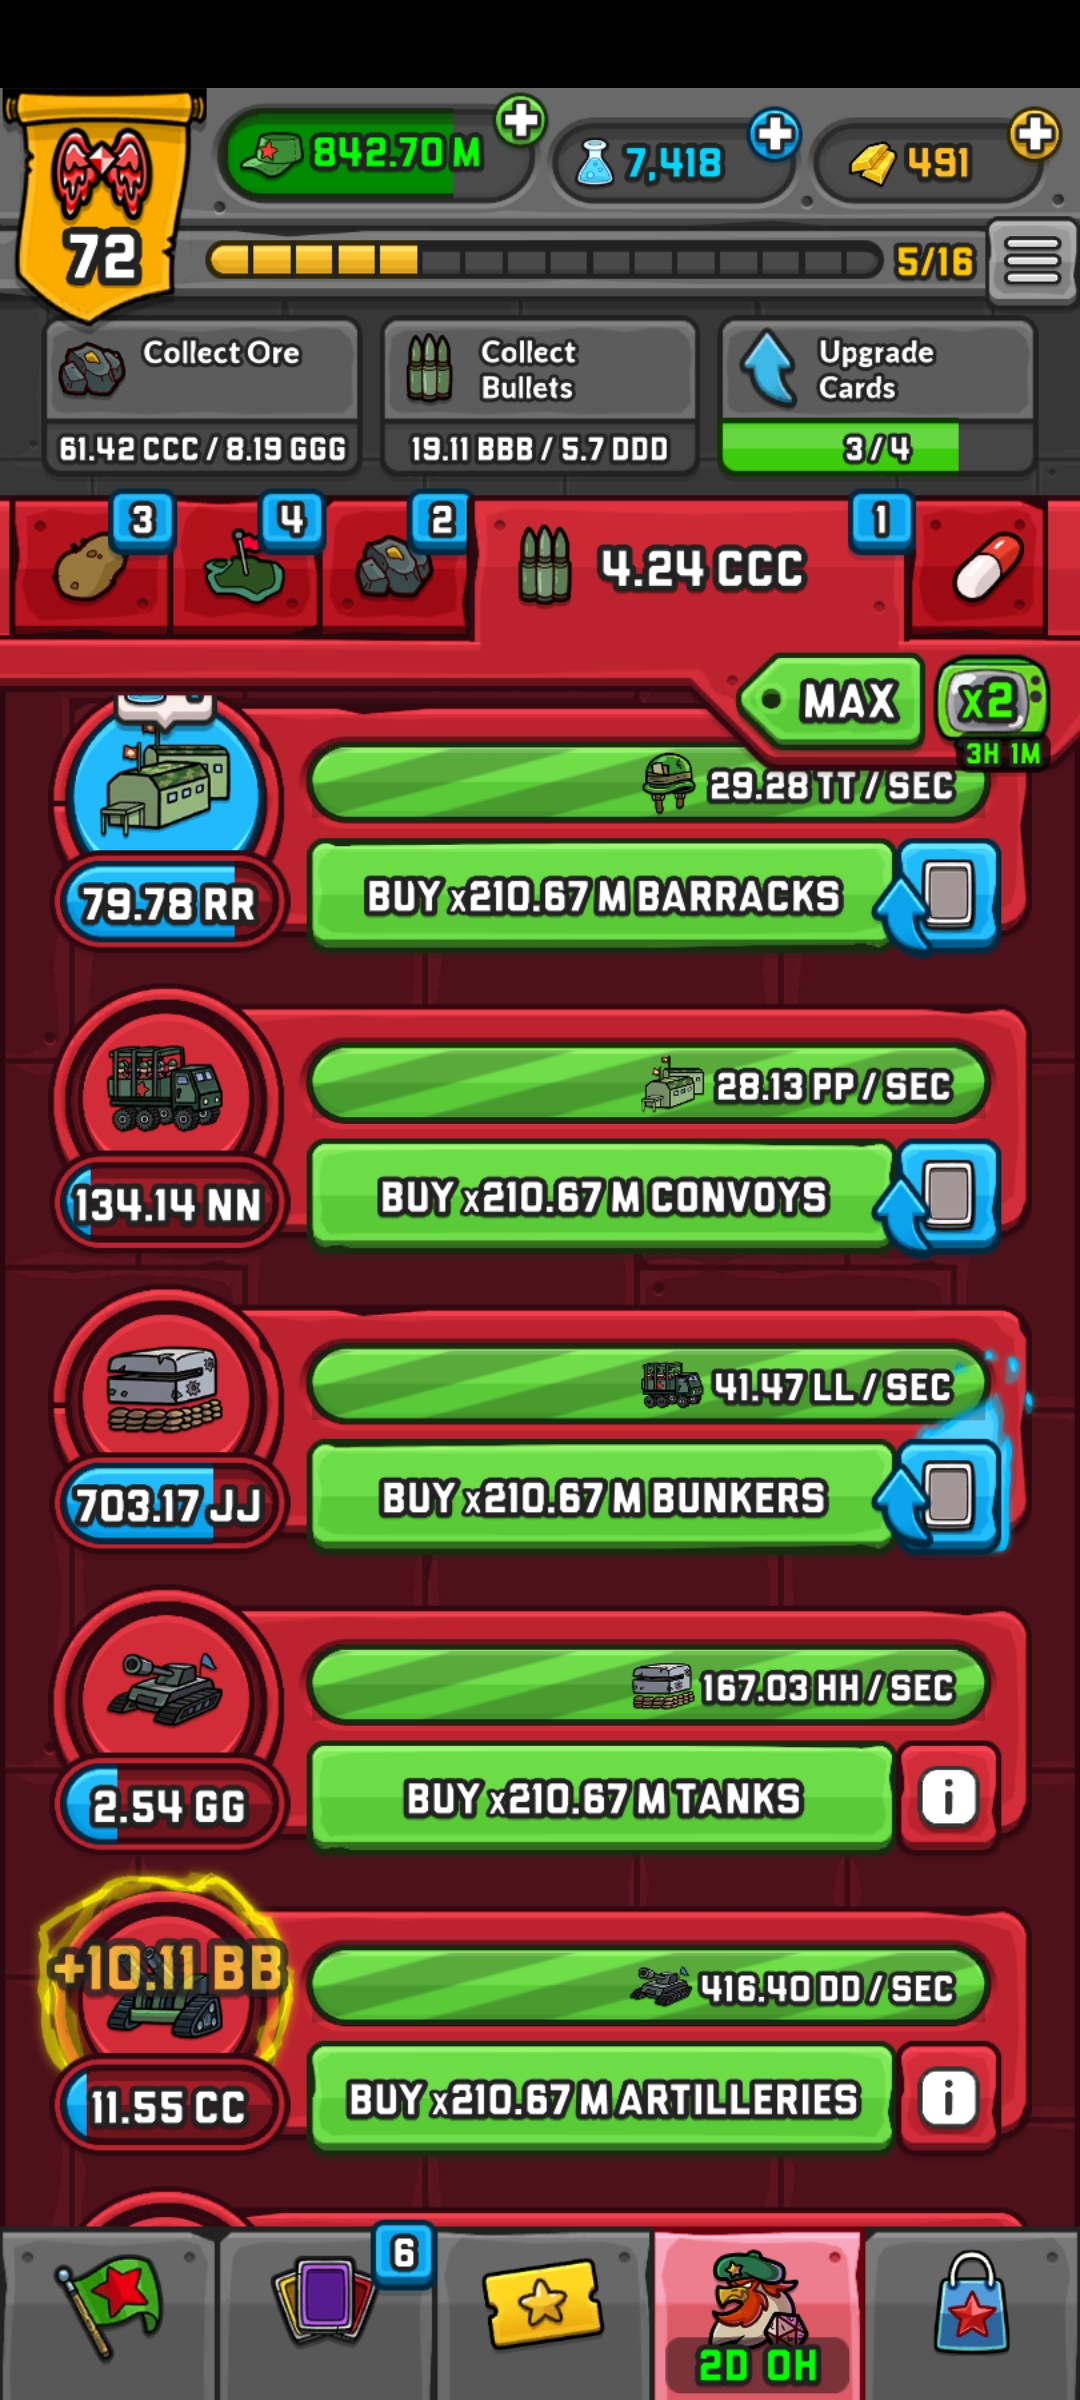 842.70 M
7,418
491
72
5/16
Collect Ore
61.42 CCC / 8.19 GGG
Collect
Bullets
19.11 BBB / 5.7 DDD
Upgrade
Cards
3/4
3
4
2
4.24 CCC
1
MAX
x2
3H 1M
29.28 TT / SEC
79.78 RR
BUY x210.67 M BARRACKS
28.13 PP / SEC
134.14 NN
BUY x210.67 M CONVOYS
41.47 LL / SEC
703.17 JJ
BUY x210.67 M BUNKERS
167.03 HH / SEC
2.54 GG
BUY x210.67 M TANKS
i
+10.11 BB
416.40 DD / SEC
11.55 CC
BUY x210.67 M ARTILLERIES
i
6
2D 0H